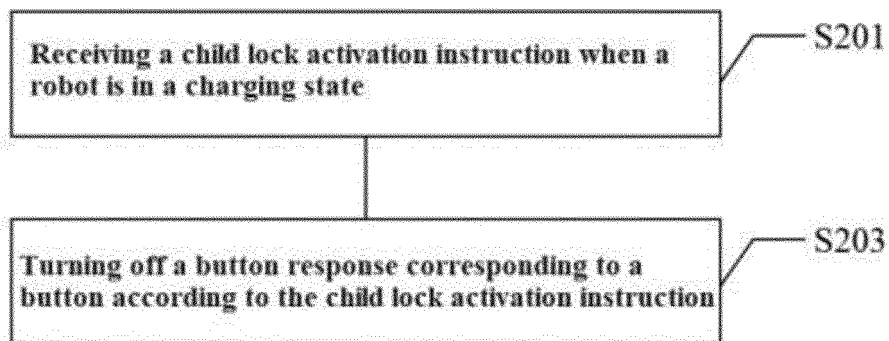 Receiving a child lock activation instruction when a
robot is in a charging state
S201
Turning off a button response corresponding to a
button according to the child lock activation instruction
S203